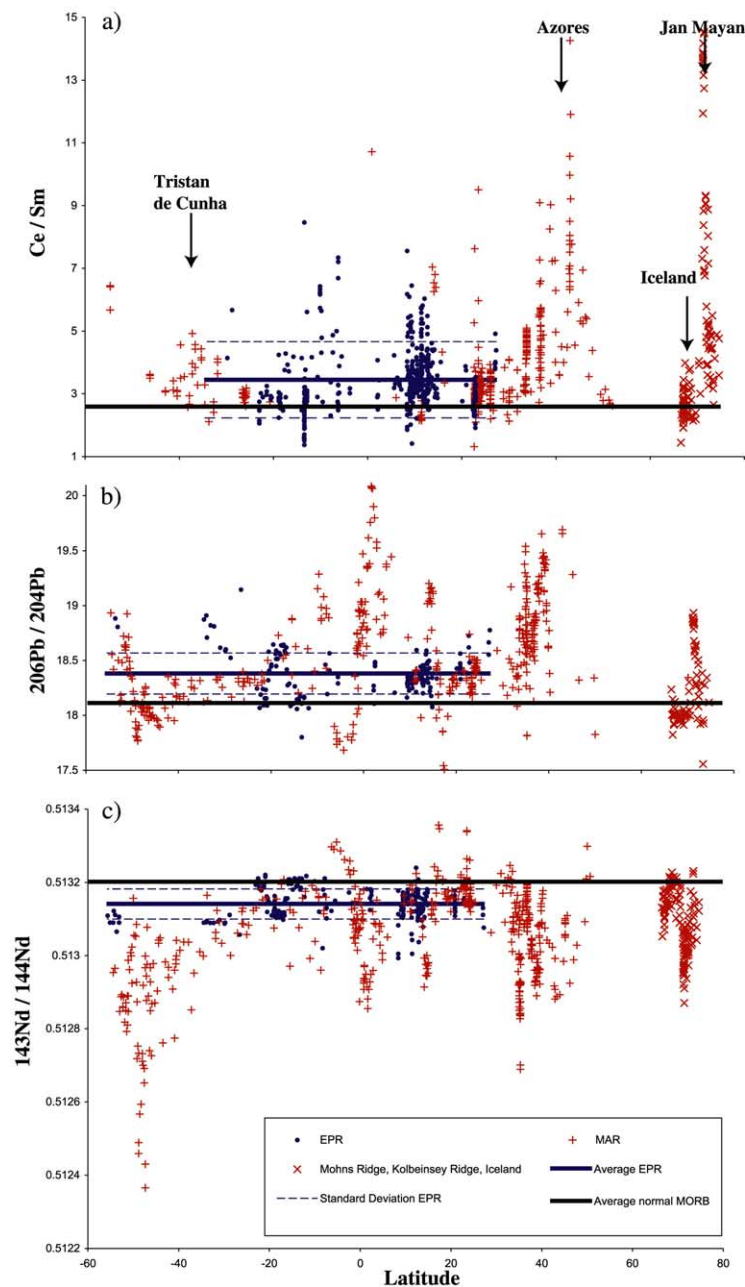 a)
15
13
11
9
7
5
3
1
Ce / Sm
Tristan
de Cunha
Azores
Jan Mayan
Iceland
b)
20
19.5
19
18.5
18
17.5
206Pb / 204Pb
c)
0.5134
0.5132
0.513
0.5128
0.5126
0.5124
0.5122
143Nd / 144Nd
EPR
MAR
Mohns Ridge, Kolbeinsey Ridge, Iceland
Average EPR
Standard Deviation EPR
Average normal MORB
-60 -40 -20 0 20 40 60 80
Latitude